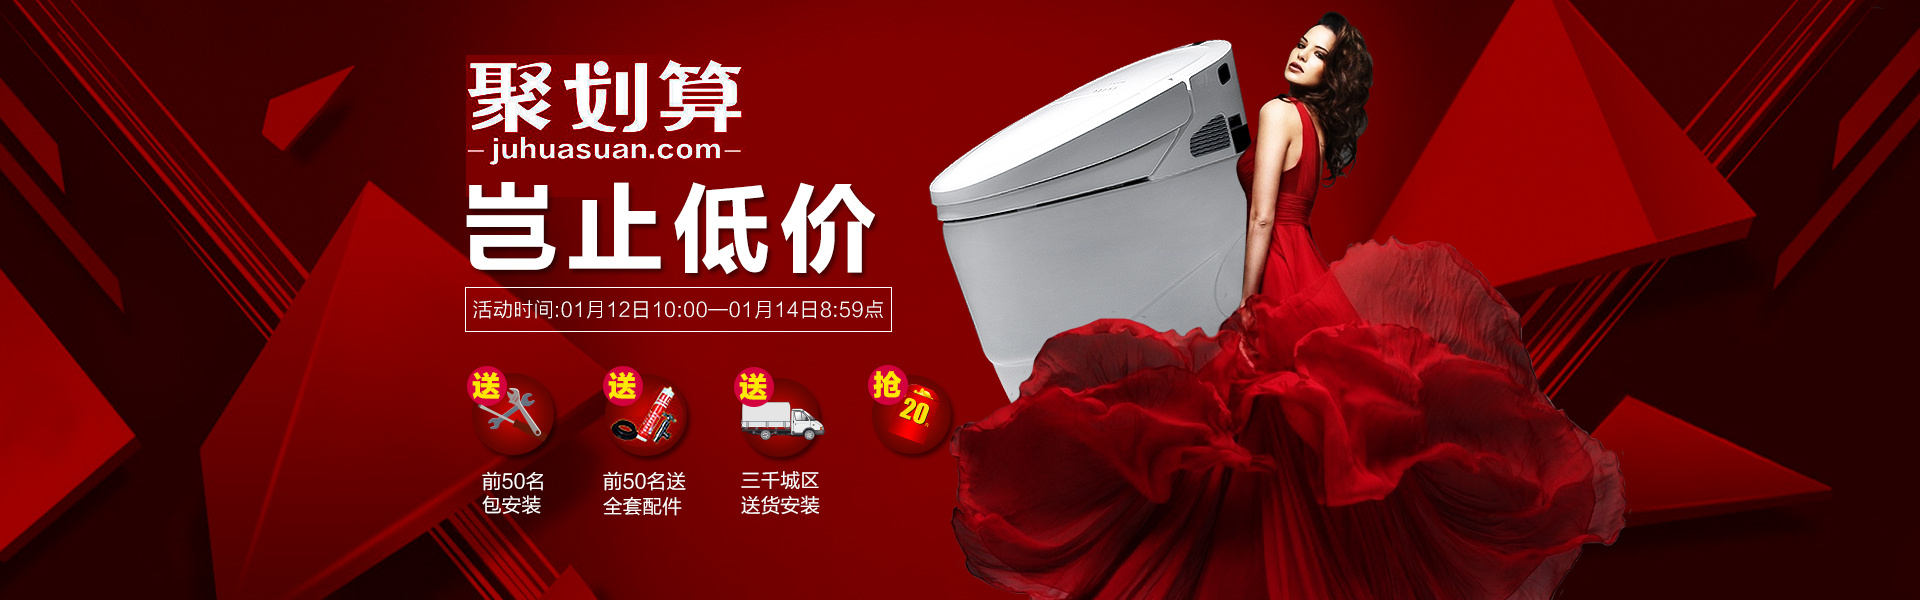 聚划算
juhuasuan.com
岂止低价
活动时间:01月12日10:00—01月14日8:59点
送
送
送
抢
20
前50名
包安装
前50名送
全套配件
三千城区
送货安装